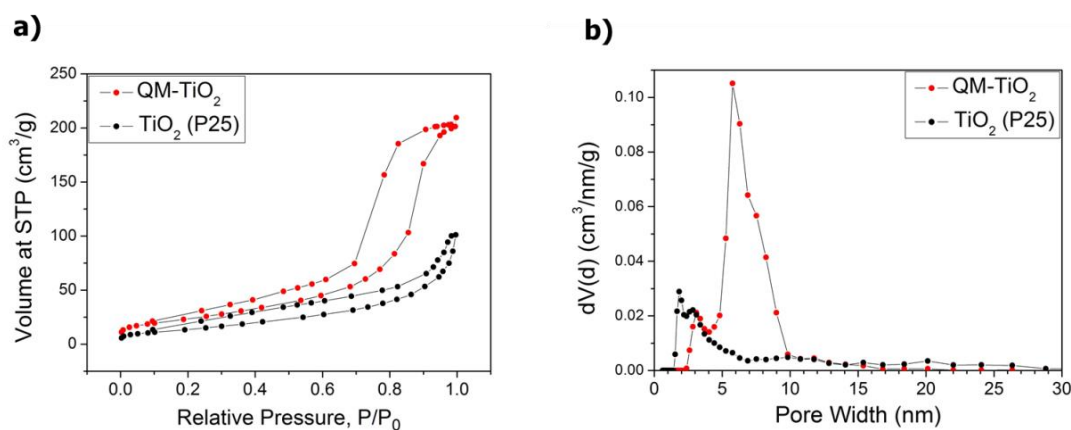 a)
QM-TiO₂
TiO₂ (P25)
Volume at STP (cm³/g)
250
200
150
100
50
0
0.0 0.2 0.4 0.6 0.8 1.0
Relative Pressure, P/P₀
b)
QM-TiO₂
TiO₂ (P25)
dV(d) (cm³/nm/g)
0.10
0.08
0.06
0.04
0.02
0.00
0 5 10 15 20 25 30
Pore Width (nm)